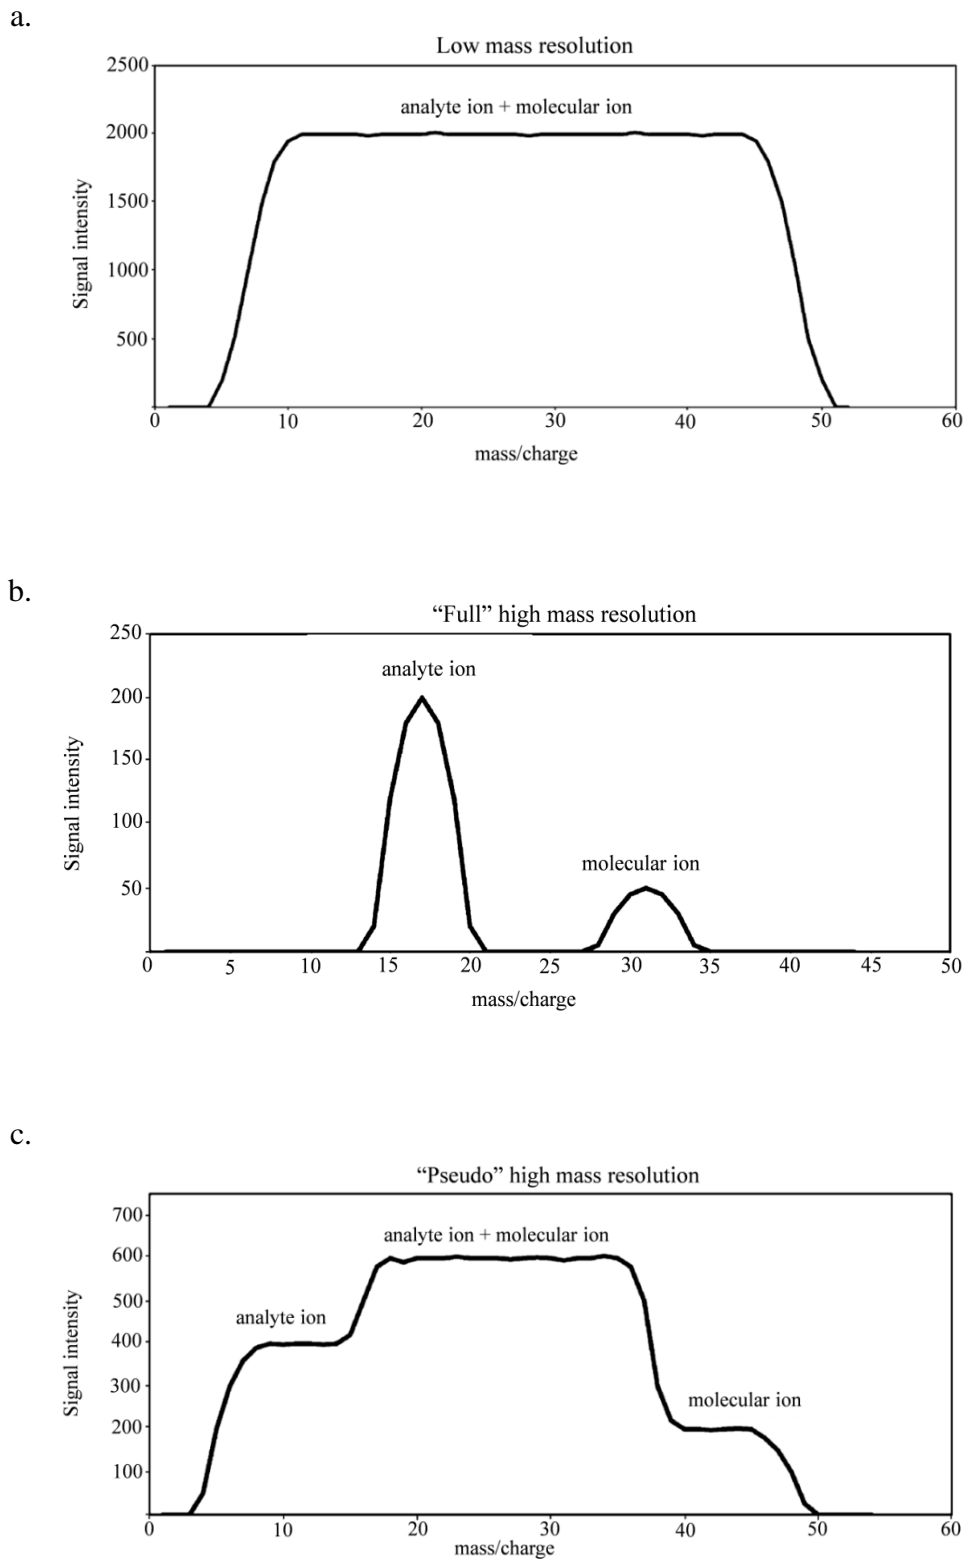 a.
Low mass resolution
2500
analyte ion + molecular ion
2000
1500
Signal intensity
1000
500
0 10 20 30 40 50 60
mass/charge
b.
“Full” high mass resolution
250
analyte ion
200
150
Signal intensity
100
molecular ion
50
0 5 10 15 20 25 30 35 40 45 50
mass/charge
c.
“Pseudo” high mass resolution
700
analyte ion + molecular ion
600
500
analyte ion
400
Signal intensity
300
molecular ion
200
100
0 10 20 30 40 50 60
mass/charge